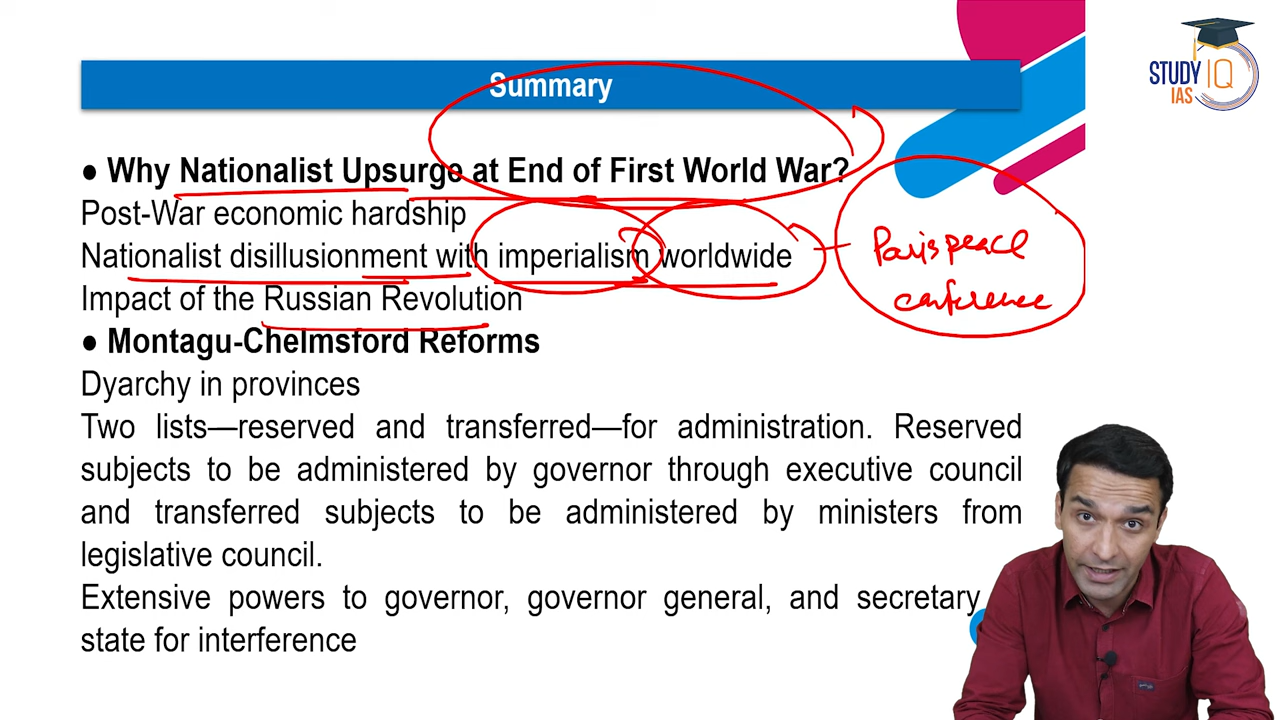 STUDY IQ
IAS
Summary
● Why Nationalist Upsurge at End of First World War?
Post-War economic hardship
Nationalist disillusionment with imperialism worldwide
Paris peace
conference
Impact of the Russian Revolution
● Montagu-Chelmsford Reforms
Dyarchy in provinces
Two lists—reserved and transferred—for administration. Reserved
subjects to be administered by governor through executive council
and transferred subjects to be administered by ministers from
legislative council.
Extensive powers to governor, governor general, and secretary
state for interference